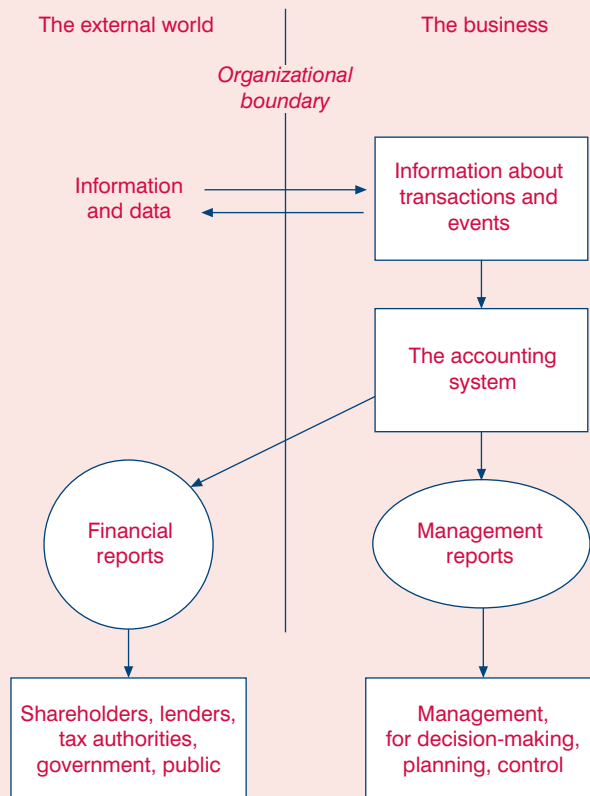 The external world
The business
Organizational
boundary
Information
and data
Information about
transactions and
events
The accounting
system
Financial
reports
Management
reports
Shareholders, lenders,
tax authorities,
government, public
Management,
for decision-making,
planning, control